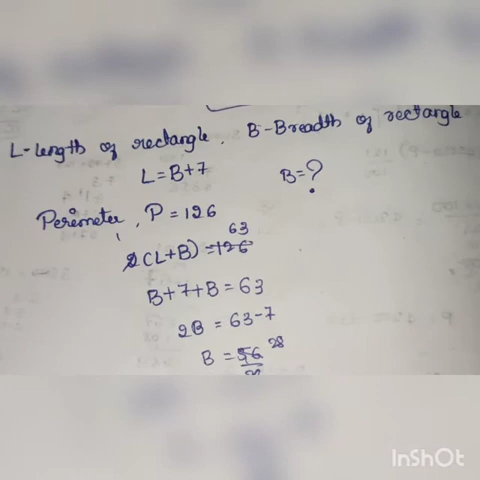 L-length of rectangle. B-Breadth of rectangle
L=B+7 B=?
Perimeter, P=126
2(L+B)=126 63
B+7+B=63
2B=63-7
B=56 28
InShOt